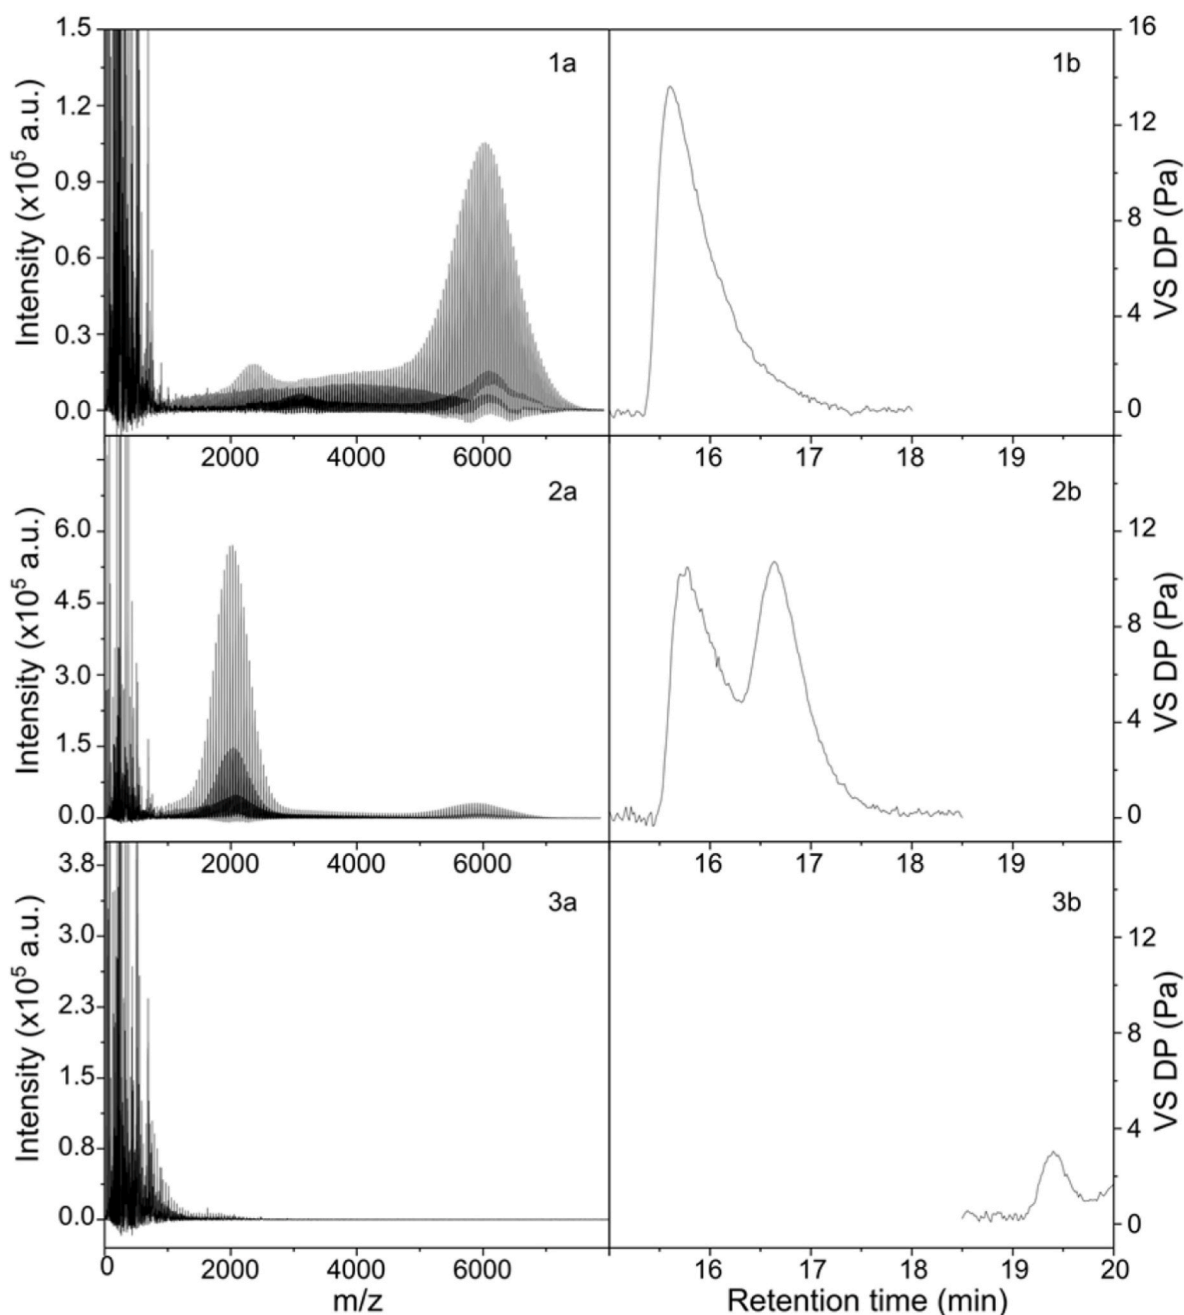 1.5
1.2
0.9
0.6
0.3
0.0
Intensity (x10⁵ a.u.)
1a
2000 4000 6000
16
12
8
4
0
VS DP (Pa)
1b
16 17 18 19
6.0
4.5
3.0
1.5
0.0
Intensity (x10⁵ a.u.)
2a
2000 4000 6000
12
8
4
0
VS DP (Pa)
2b
16 17 18 19
3.8
3.0
2.3
1.5
0.8
0.0
Intensity (x10⁵ a.u.)
3a
0 2000 4000 6000
m/z
12
8
4
0
VS DP (Pa)
3b
16 17 18 19 20
Retention time (min)